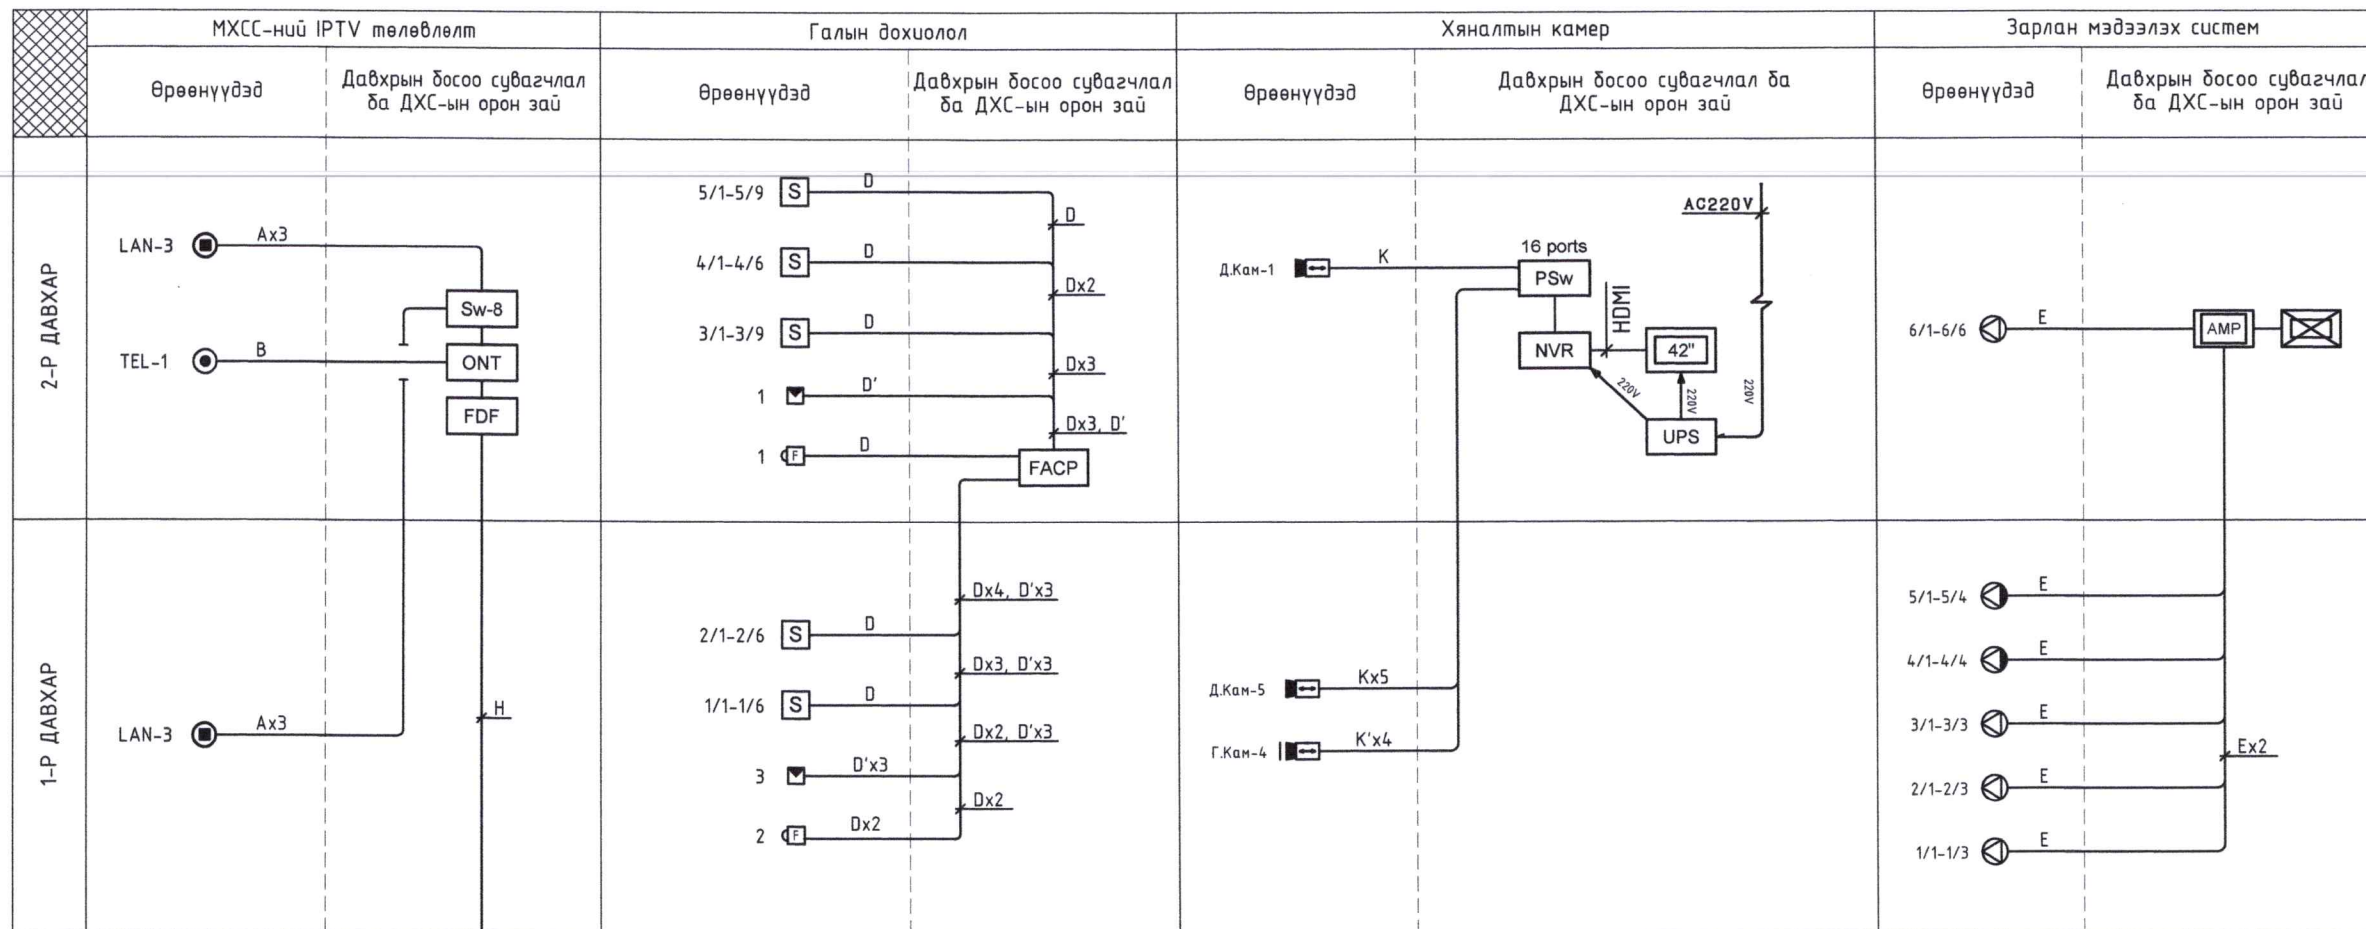 МХСС-ний IPTV төлөвлөлт
Өрөөнүүдэд
Давхрын босоо сувагчлал
ба ДХС-ын орон зай
Галын дохиолол
Өрөөнүүдэд
Давхрын босоо сувагчлал
ба ДХС-ын орон зай
Хяналтын камер
Өрөөнүүдэд
Давхрын босоо сувагчлал ба
ДХС-ын орон зай
Зарлан мэдээлэх систем
Өрөөнүүдэд
Давхрын босоо сувагчлал
ба ДХС-ын орон зай
2-Р ДАВХАР
LAN-3
Ax3
Sw-8
TEL-1
B
ONT
FDF
5/1-5/9
S
D
D
4/1-4/6
S
D
Dx2
3/1-3/9
S
D
Dx3
1
D'
Dx3, D'
1
F
D
FACP
AC220V
16 ports
Д.Кам-1
K
PSw
HDMI
NVR
42"
220V
220V
220V
UPS
6/1-6/6
E
AMP
1-Р ДАВХАР
LAN-3
Ax3
H
Dx4, D'x3
2/1-2/6
S
D
Dx3, D'x3
1/1-1/6
S
D
Dx2, D'x3
3
D'x3
Dx2
2
F
Dx2
Д.Кам-5
Kx5
Г.Кам-4
K'x4
5/1-5/4
E
4/1-4/4
E
3/1-3/3
E
Ex2
2/1-2/3
E
1/1-1/3
E